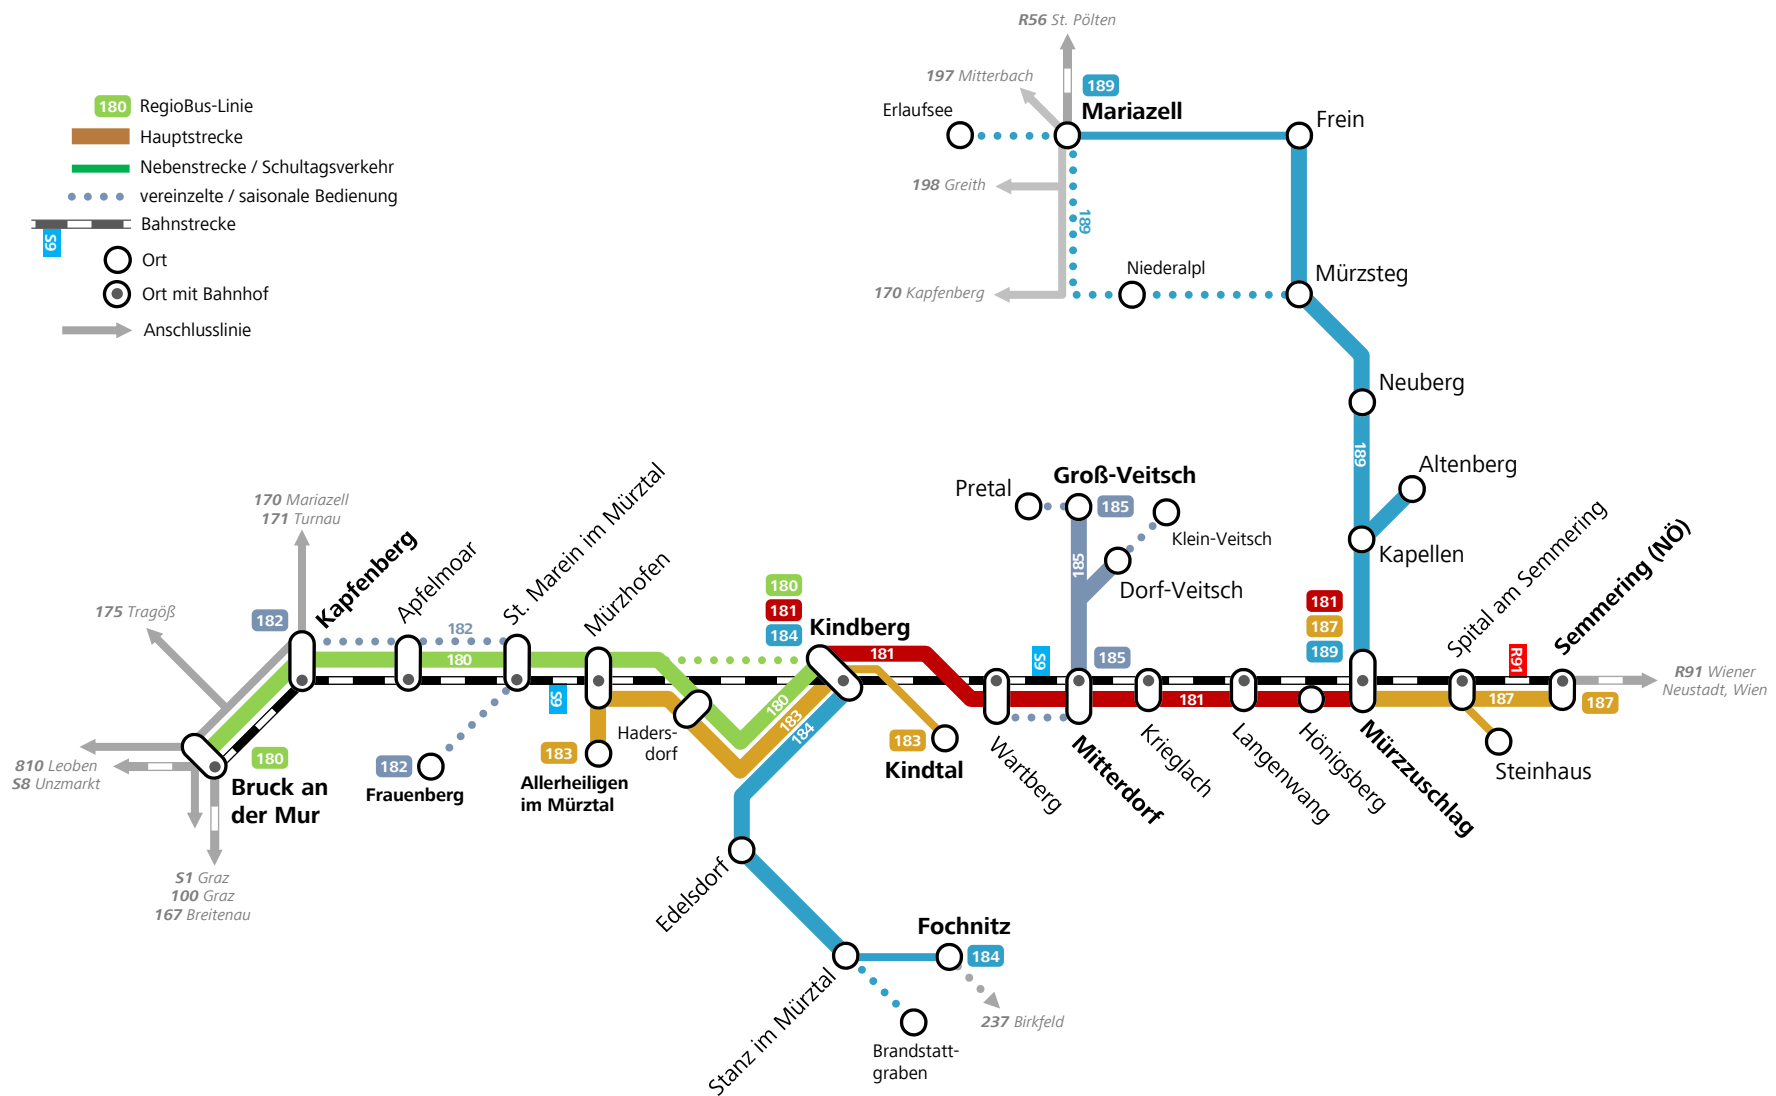 180 RegioBus-Linie
Hauptstrecke
Nebenstrecke / Schultagsverkehr
vereinzelte / saisonale Bedienung
Bahnstrecke
S9
Ort
Ort mit Bahnhof
Anschlusslinie
R56 St. Pölten
197 Mitterbach
189
Mariazell
Erlaufsee
Frein
198 Greith
189
170 Kapfenberg
Niederalpl
Mürzsteg
Neuberg
189
Altenberg
Kapellen
170 Mariazell
171 Turnau
175 Tragöß
182
Kapfenberg
Apfelmoar
182
180
St. Marein im Mürztal
Mürzhofen
S9
180
181
184
Kindberg
181
Pretal
Groß-Veitsch
185
185
Klein-Veitsch
Dorf-Veitsch
S9
185
181
187
189
Spital am Semmering
R91
Semmering (NÖ)
R91 Wiener
Neustadt, Wien
187
187
181
810 Leoben
S8 Unzmarkt
180
Bruck an
der Mur
S1 Graz
100 Graz
167 Breitenau
182
Frauenberg
183
Allerheiligen
im Mürztal
Haders-
dorf
180
183
184
183
Kindtal
Wartberg
Mitterdorf
Krieglach
Langenwang
Hönigsberg
Mürzzuschlag
Steinhaus
Edelsdorf
Stanz im Mürztal
Fochnitz
184
237 Birkfeld
Brandstatt-
graben